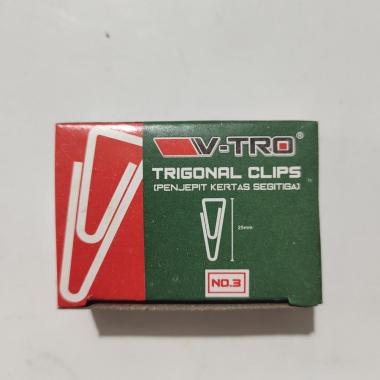 V-TRO®
TRIGONAL CLIPS
(PENJEPIT KERTAS SEGITIGA)
25mm
NO.3